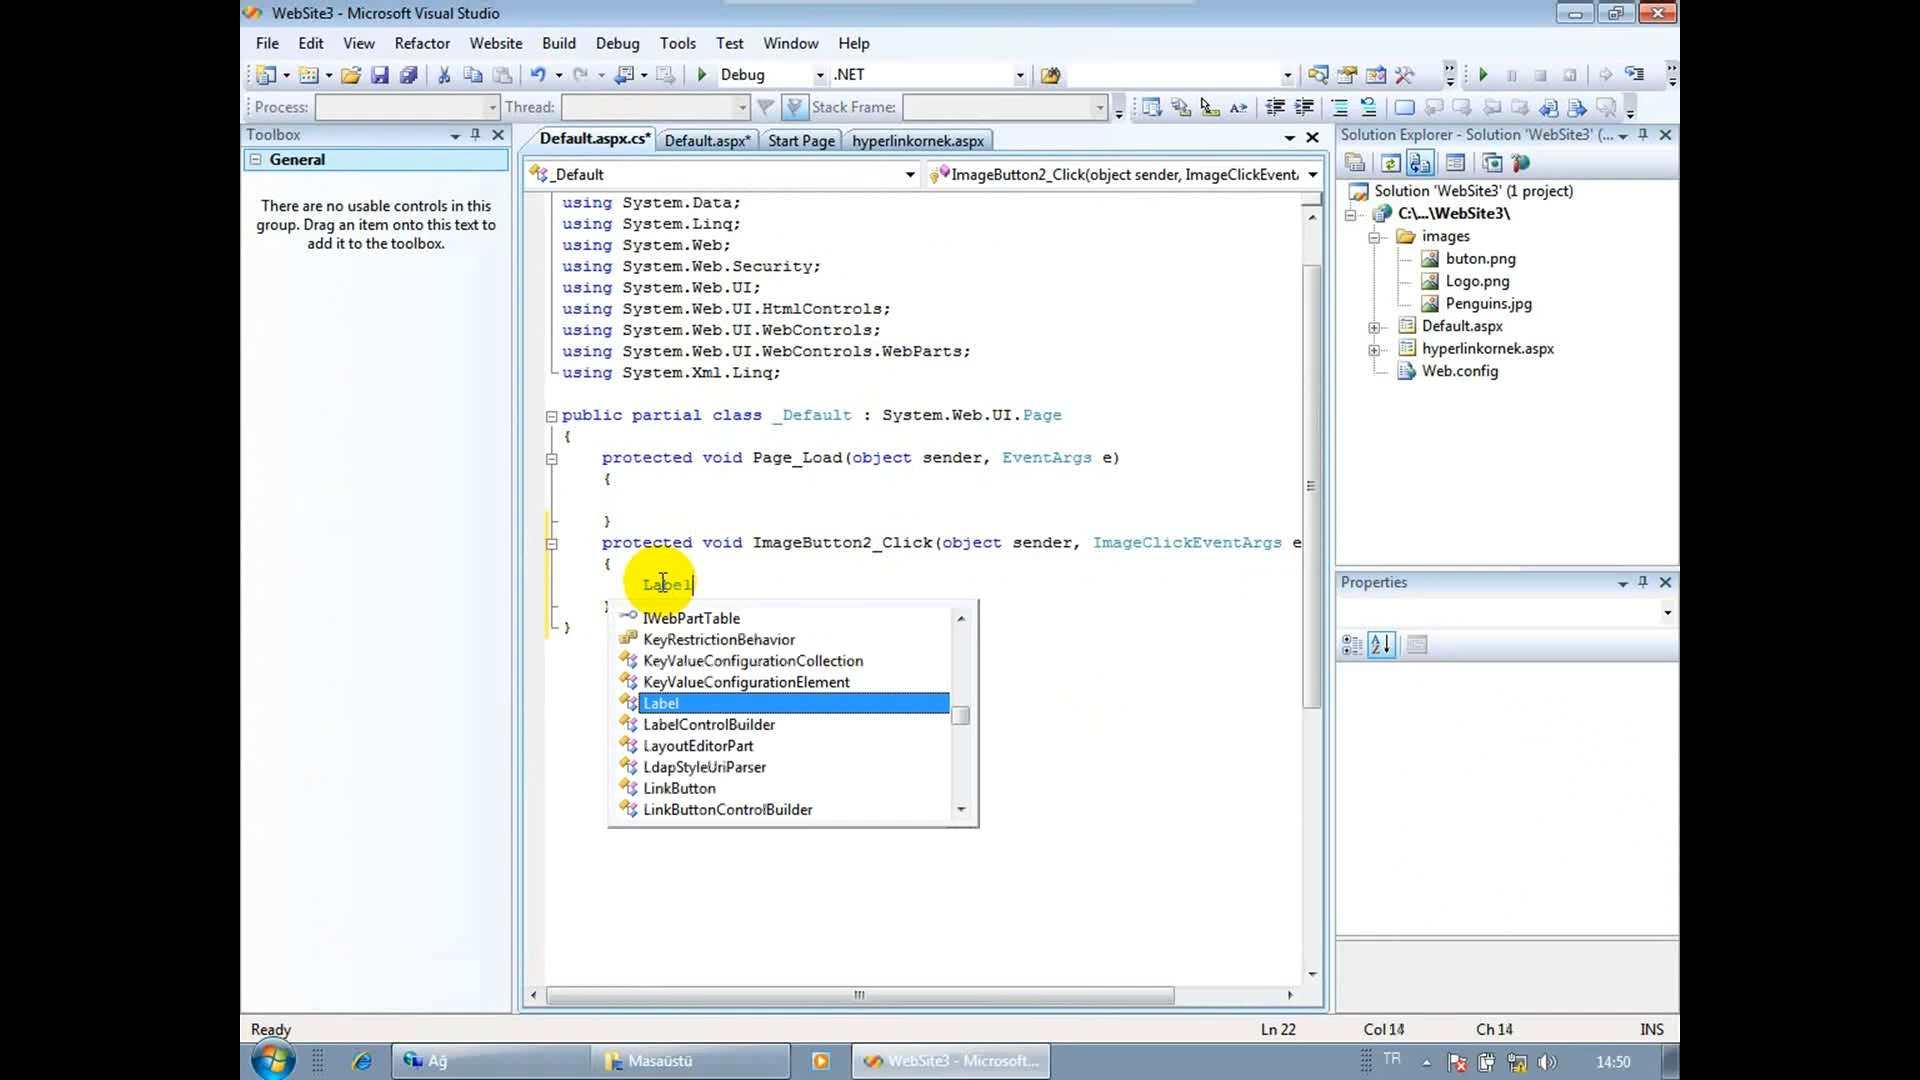 WebSite3 - Microsoft Visual Studio
File Edit View Refactor Website Build Debug Tools Test Window Help
Debug .NET
Process: Thread: Stack Frame:
Toolbox
General
There are no usable controls in this
group. Drag an item onto this text to
add it to the toolbox.
Default.aspx.cs* Default.aspx* Start Page hyperlinkornek.aspx
_Default ImageButton2_Click(object sender, ImageClickEvent
using System.Data;
using System.Linq;
using System.Web;
using System.Web.Security;
using System.Web.UI;
using System.Web.UI.HtmlControls;
using System.Web.UI.WebControls;
using System.Web.UI.WebControls.WebParts;
using System.Xml.Linq;
public partial class _Default : System.Web.UI.Page
{
protected void Page_Load(object sender, EventArgs e)
{
}
protected void ImageButton2_Click(object sender, ImageClickEventArgs e
{
Label
}
}
IWebPartTable
KeyRestrictionBehavior
KeyValueConfigurationCollection
KeyValueConfigurationElement
Label
LabelControlBuilder
LayoutEditorPart
LdapStyleUriParser
LinkButton
LinkButtonControlBuilder
Solution Explorer - Solution 'WebSite3' (...
Solution 'WebSite3' (1 project)
C:\...\WebSite3\
images
buton.png
Logo.png
Penguins.jpg
Default.aspx
hyperlinkornek.aspx
Web.config
Properties
Ready Ln 22 Col 14 Ch 14 INS
Ağ Masaüstü WebSite3 - Microsoft... TR 14:50